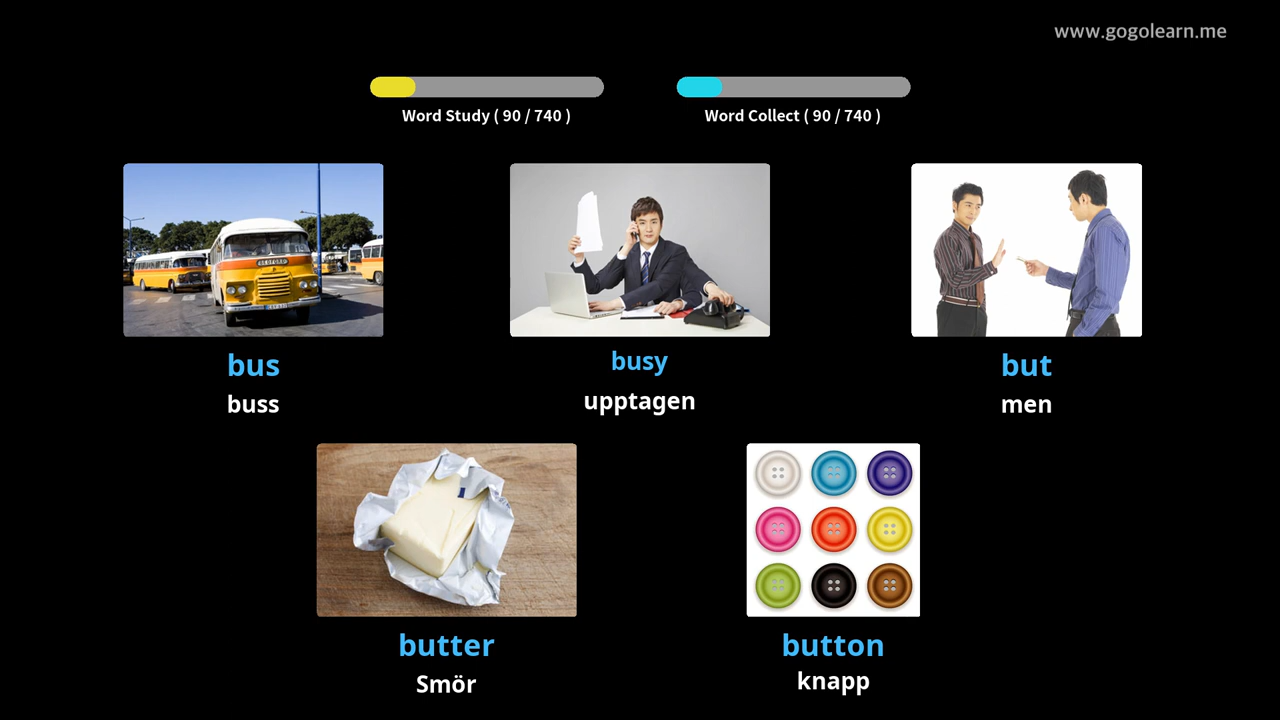 www.gogolearn.me
Word Study ( 90 / 740 )
Word Collect ( 90 / 740 )
BEDFORD
bus
buss
busy
upptagen
but
men
butter
Smör
button
knapp